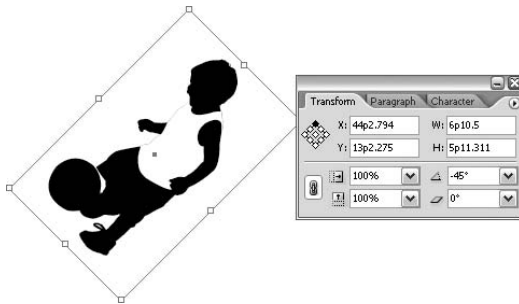 Transform Paragraph Character
X: 44p2.794 W: 6p10.5
Y: 13p2.275 H: 5p11.311
100% -45°
100% 0°